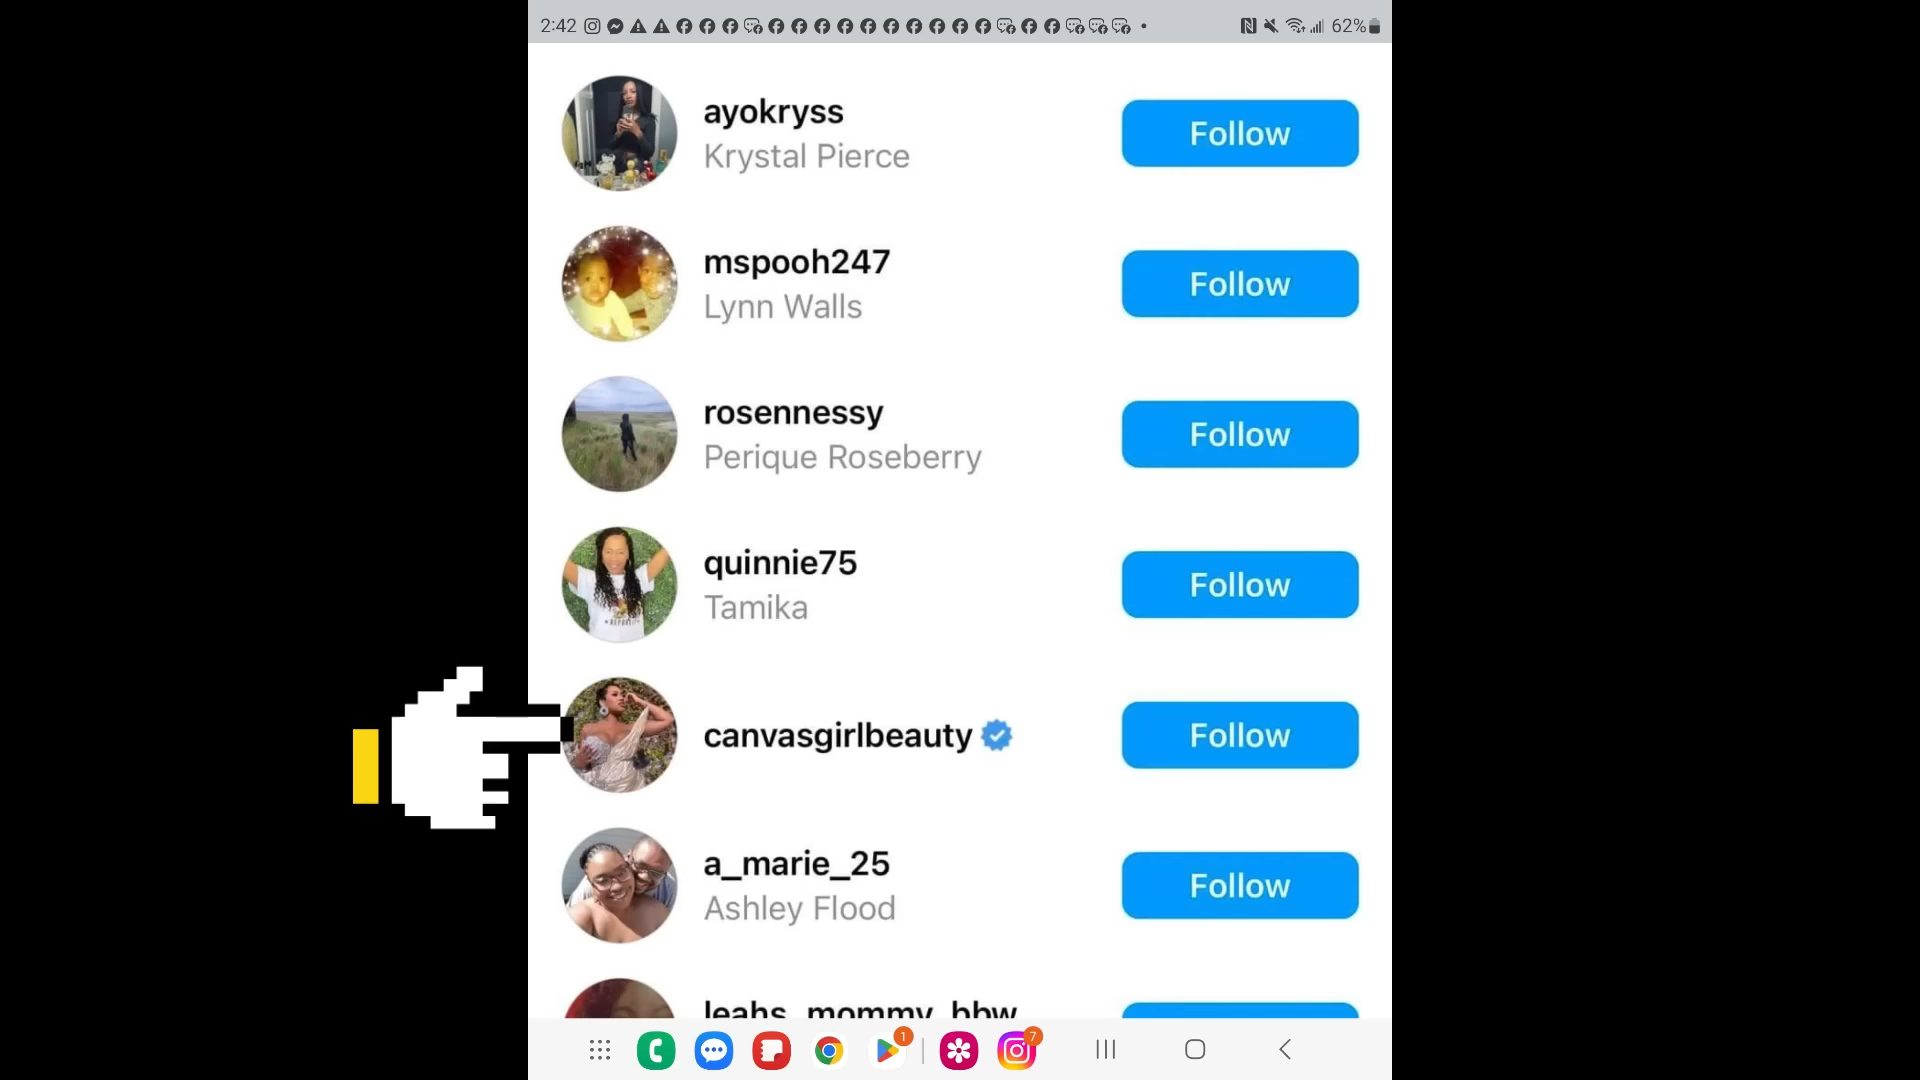 2:42 62%
ayokryss
Krystal Pierce
Follow
mspooh247
Lynn Walls
Follow
rosennessy
Perique Roseberry
Follow
quinnie75
Tamika
Follow
canvasgirlbeauty
Follow
a_marie_25
Ashley Flood
Follow
leahs_mommy_bbw
1
7